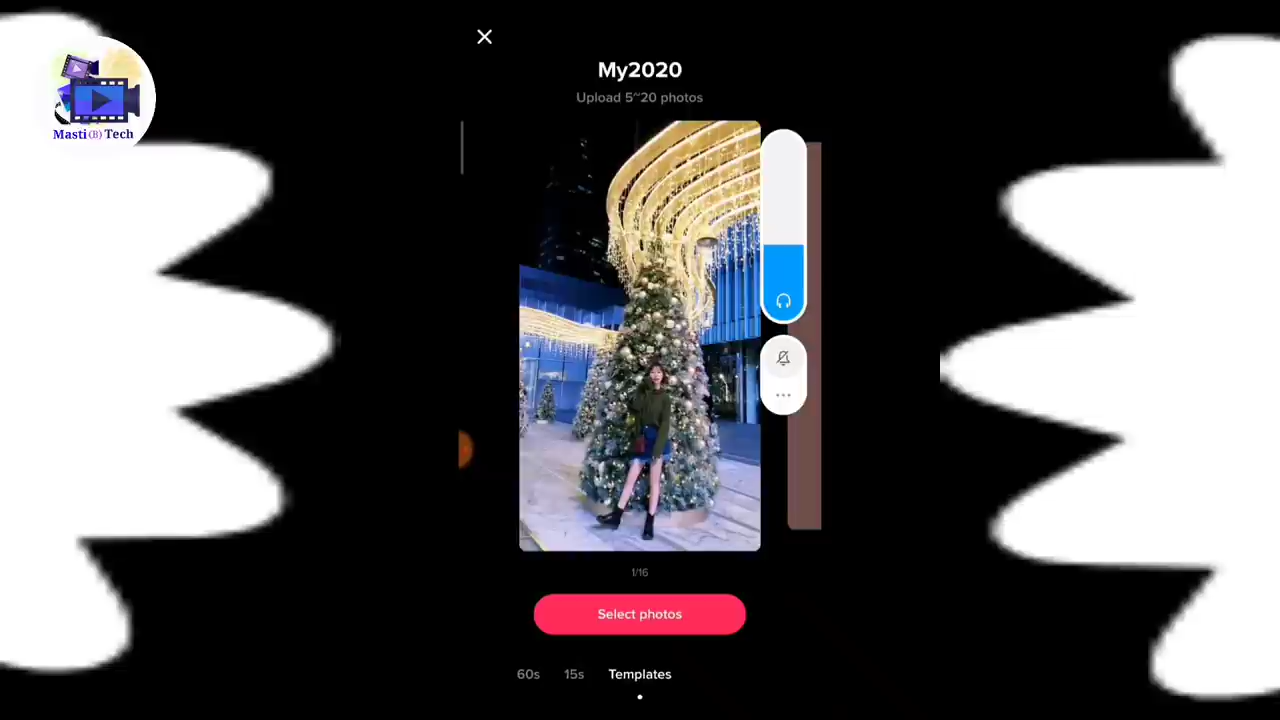 Masti (B) Tech
My2020
Upload 5~20 photos
1/16
Select photos
60s 15s Templates